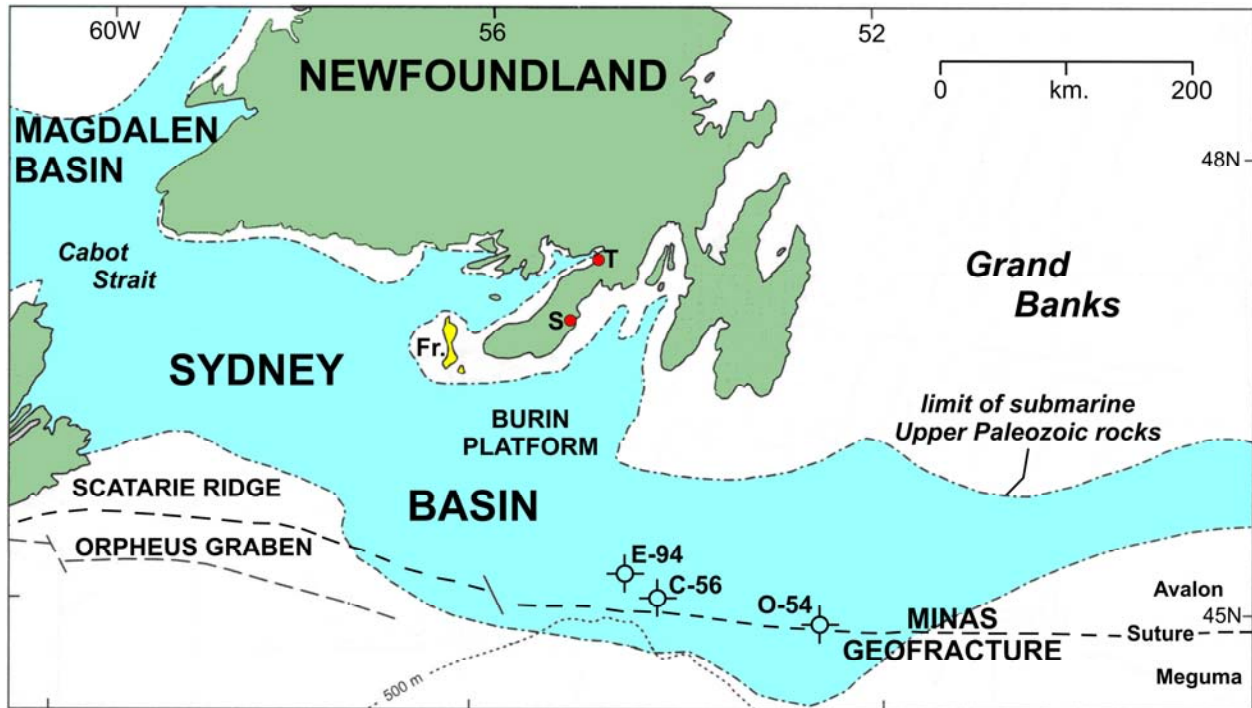 60W
56
52
NEWFOUNDLAND
0
km.
200
MAGDALEN
BASIN
48N
Cabot
Strait
T
Grand
Banks
S
Fr.
SYDNEY
BURIN
PLATFORM
limit of submarine
Upper Paleozoic rocks
SCATARIE RIDGE
BASIN
ORPHEUS GRABEN
E-94
C-56
O-54
Avalon
MINAS
GEOFRACTURE
45N
Suture
Meguma
500 m